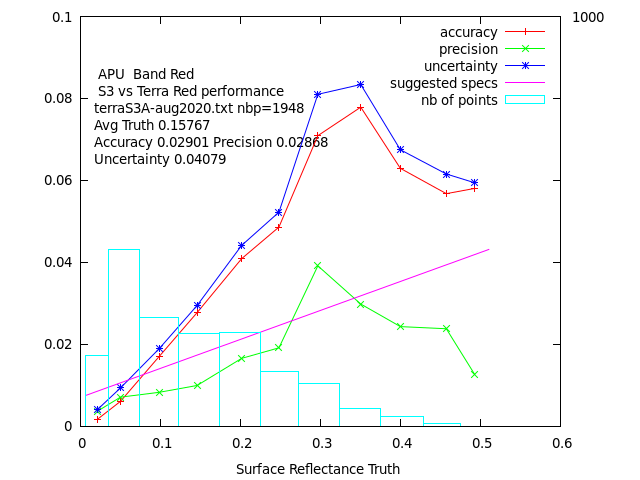 0.1
1000
accuracy
precision
uncertainty
suggested specs
nb of points
APU Band Red
S3 vs Terra Red performance
terraS3A-aug2020.txt nbp=1948
Avg Truth 0.15767
Accuracy 0.02901 Precision 0.02868
Uncertainty 0.04079
0.08
0.06
0.04
0.02
0
0 0.1 0.2 0.3 0.4 0.5 0.6
Surface Reflectance Truth